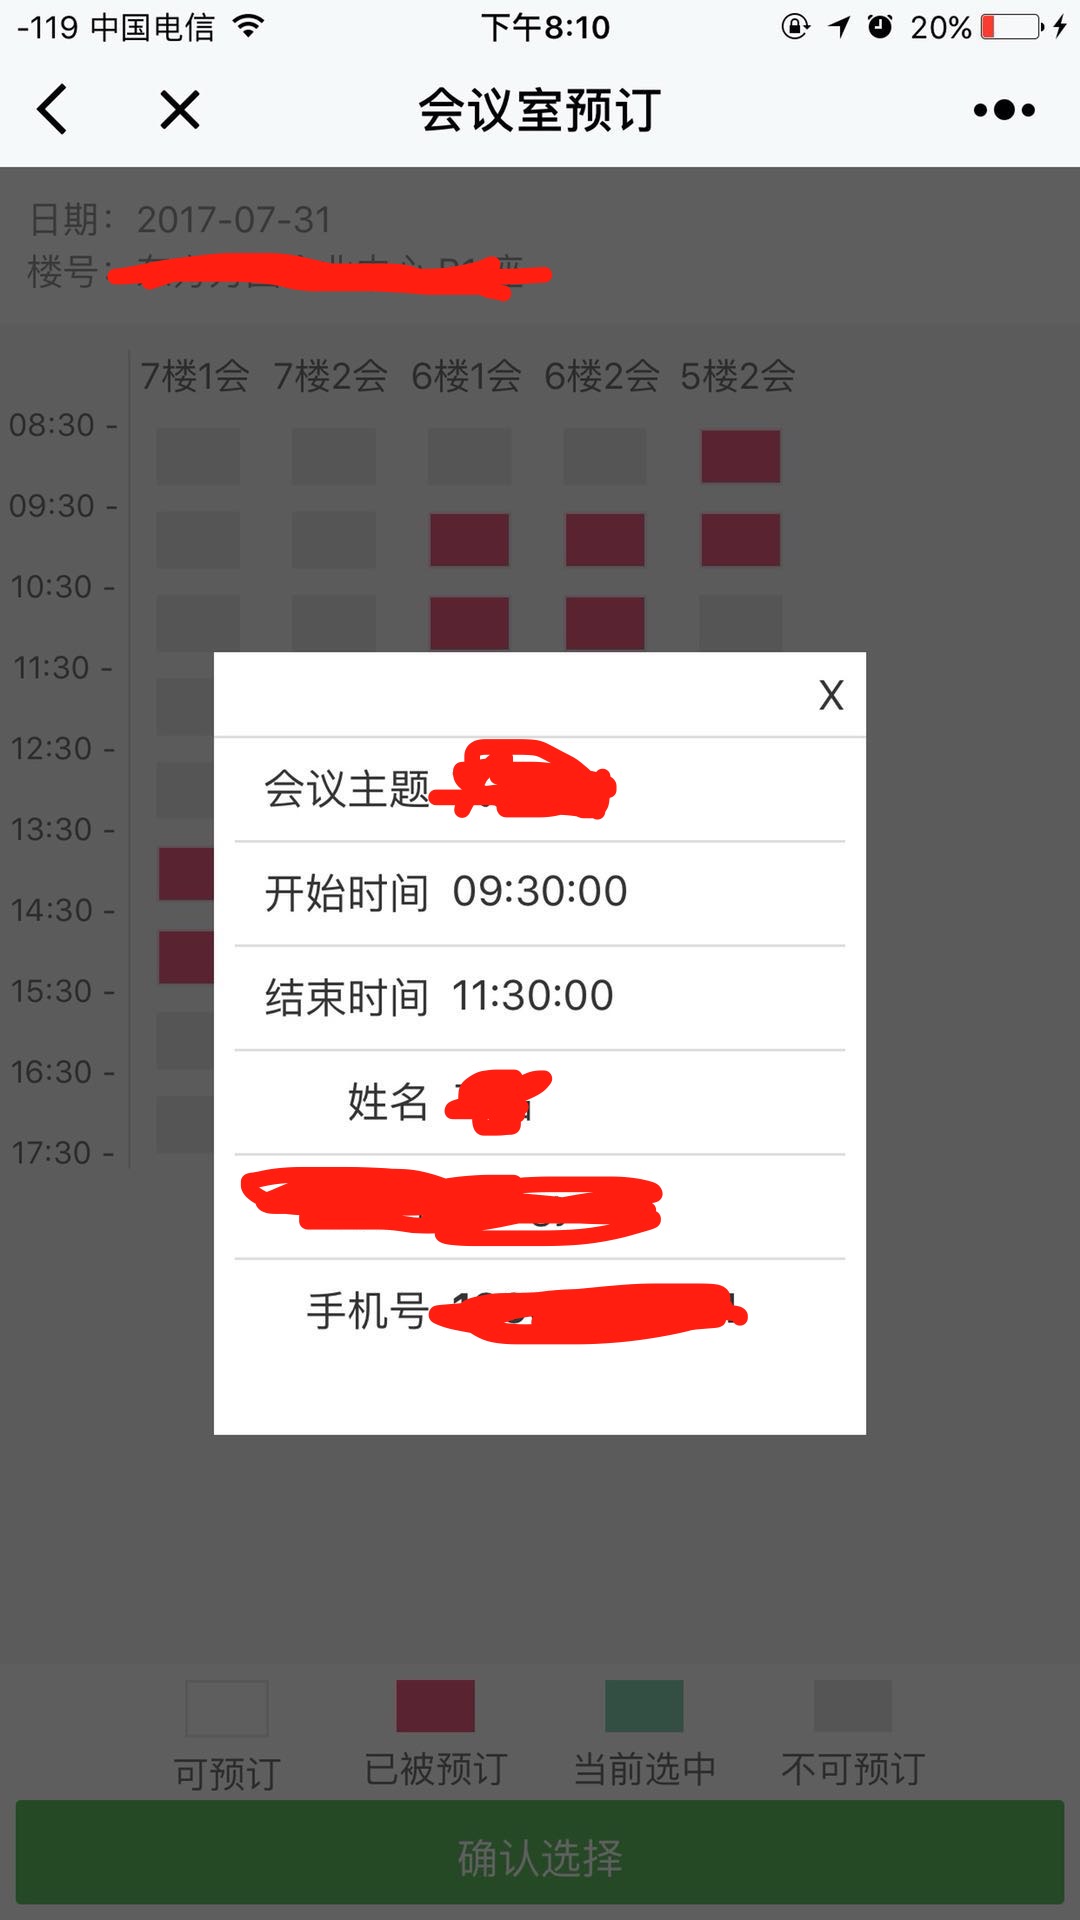 -119 中国电信 下午8:10 20%
会议室预订
日期: 2017-07-31
楼号:
7楼1会 7楼2会 6楼1会 6楼2会 5楼2会
08:30 -
09:30 -
10:30 -
11:30 -
12:30 -
13:30 -
14:30 -
15:30 -
16:30 -
17:30 -
X
会议主题
开始时间 09:30:00
结束时间 11:30:00
姓名
手机号
可预订 已被预订 当前选中 不可预订
确认选择